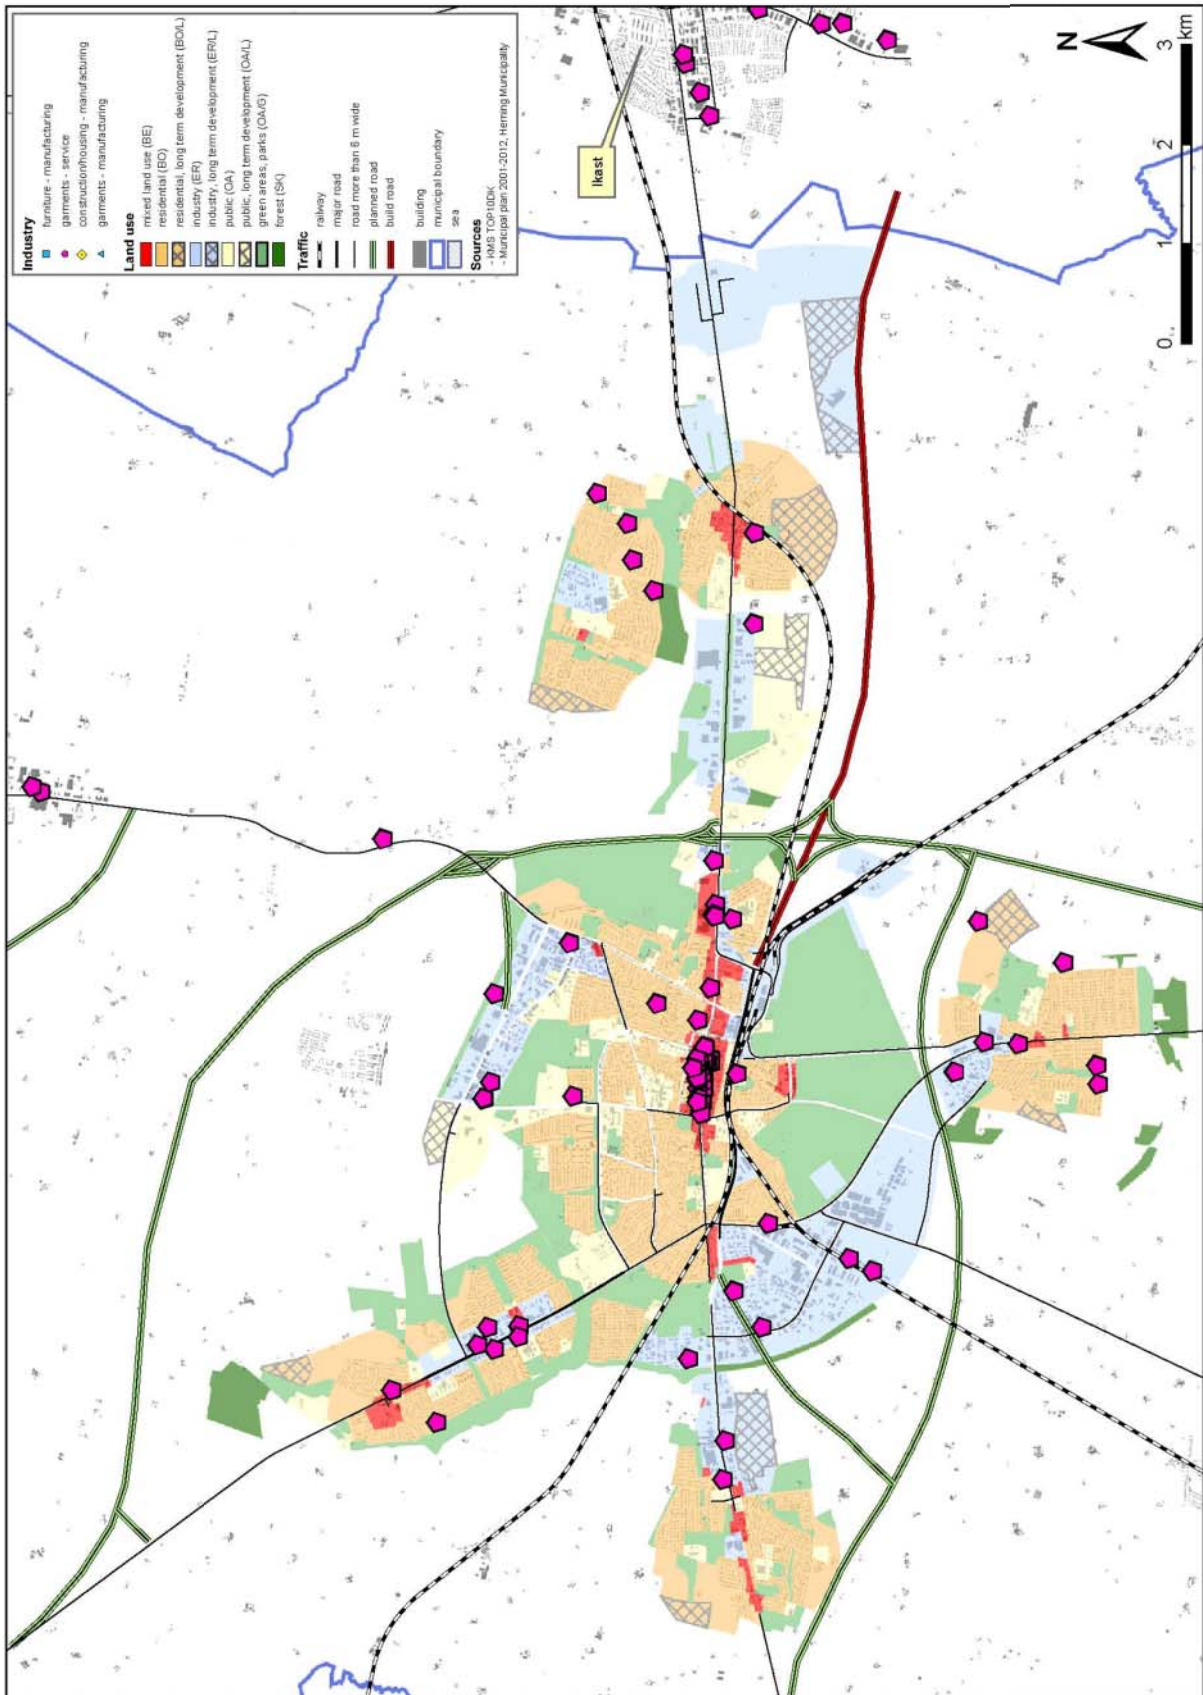 Industry
furniture - manufacturing
garments - service
construction/housing - manufacturing
garments - manufacturing
Land use
mixed land use (BE)
residential (BO)
residential, long term development (BO/L)
industry (ER)
industry, long term development (ER/L)
public (OA)
public, long term development (OA/L)
green areas, parks (OA/G)
forest (SK)
Traffic
railway
major road
road more than 6 m wide
planned road
build road
building
municipal boundary
sea
Sources
- KMS TOP10DK
- Municipal plan 2001-2012, Herning Municipality
Ikast
N
0 1 2 3
km